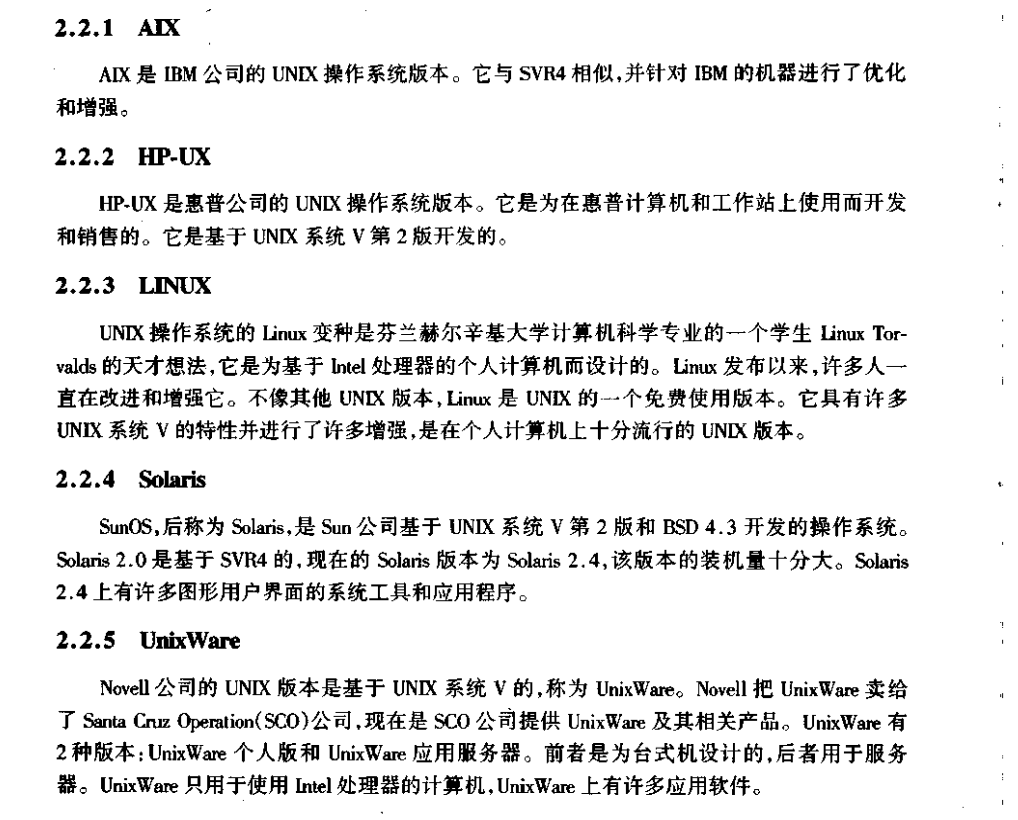 2.2.1 AIX
AIX 是 IBM 公司的 UNIX 操作系统版本。它与 SVR4 相似,并针对 IBM 的机器进行了优化
和增强。
2.2.2 HP-UX
HP-UX 是惠普公司的 UNIX 操作系统版本。它是为在惠普计算机和工作站上使用而开发
和销售的。它是基于 UNIX 系统 V 第 2 版开发的。
2.2.3 LINUX
UNIX 操作系统的 Linux 变种是芬兰赫尔辛基大学计算机科学专业的一个学生 Linux Tor-
valds 的天才想法,它是为基于 Intel 处理器的个人计算机而设计的。Linux 发布以来,许多人一
直在改进和增强它。不像其他 UNIX 版本,Linux 是 UNIX 的一个免费使用版本。它具有许多
UNIX 系统 V 的特性并进行了许多增强,是在个人计算机上十分流行的 UNIX 版本。
2.2.4 Solaris
SunOS,后称为 Solaris,是 Sun 公司基于 UNIX 系统 V 第 2 版和 BSD 4.3 开发的操作系统。
Solaris 2.0 是基于 SVR4 的,现在的 Solaris 版本为 Solaris 2.4,该版本的装机量十分大。Solaris
2.4 上有许多图形用户界面的系统工具和应用程序。
2.2.5 UnixWare
Novell 公司的 UNIX 版本是基于 UNIX 系统 V 的,称为 UnixWare。Novell 把 UnixWare 卖给
了 Santa Cruz Operation(SCO)公司,现在是 SCO 公司提供 UnixWare 及其相关产品。UnixWare 有
2 种版本:UnixWare 个人版和 UnixWare 应用服务器。前者是为台式机设计的,后者用于服务
器。UnixWare 只用于使用 Intel 处理器的计算机,UnixWare 上有许多应用软件。